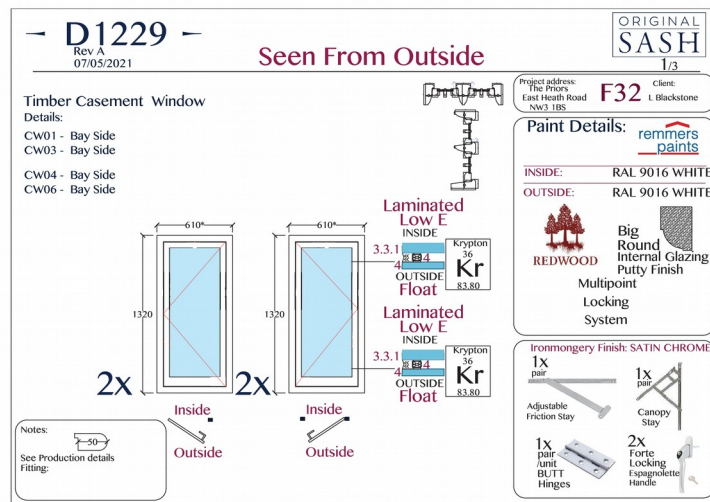 D1229
Rev A
07/05/2021
Seen From Outside
ORIGINAL
SASH
1/3
Project address:
The Priors
East Heath Road
NW3 1BS
F32
Client:
L Blackstone
Timber Casement Window
Details:
CW01 - Bay Side
CW03 - Bay Side
CW04 - Bay Side
CW06 - Bay Side
Paint Details:
remmers
paints
INSIDE: RAL 9016 WHITE
OUTSIDE: RAL 9016 WHITE
REDWOOD
Big
Round
Internal Glazing
Putty Finish
Multipoint
Locking
System
610*
1320
2x
610*
1320
2x
Laminated
Low E
INSIDE
3.3.1
4
4
OUTSIDE
Float
Krypton
36
Kr
83.80
Laminated
Low E
INSIDE
3.3.1
4
4
OUTSIDE
Float
Krypton
36
Kr
83.80
Inside
Outside
Inside
Outside
Notes:
50
See Production details
Fitting:
Ironmongery Finish: SATIN CHROME
1x
pair
Adjustable
Friction Stay
1x
pair
Canopy
Stay
1x
pair
/unit
BUTT
Hinges
2x
Forte
Locking
Espagnolette
Handle